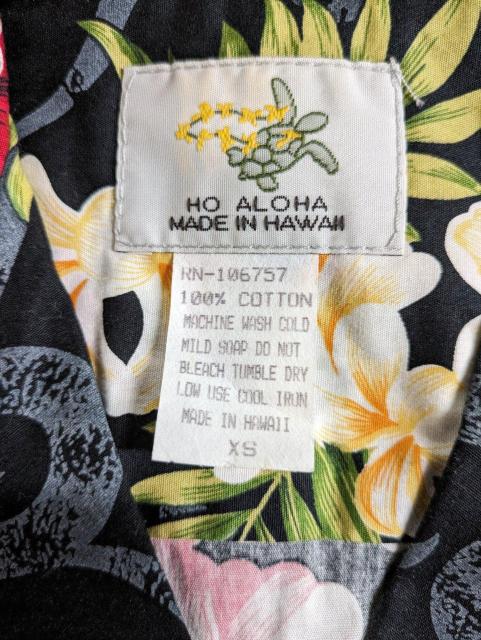 HO ALOHA
MADE IN HAWAII
RN-106757
100% COTTON
MACHINE WASH COLD
MILD SOAP DO NOT
BLEACH TUMBLE DRY
LOW USE COOL IRON
MADE IN HAWAII
XS